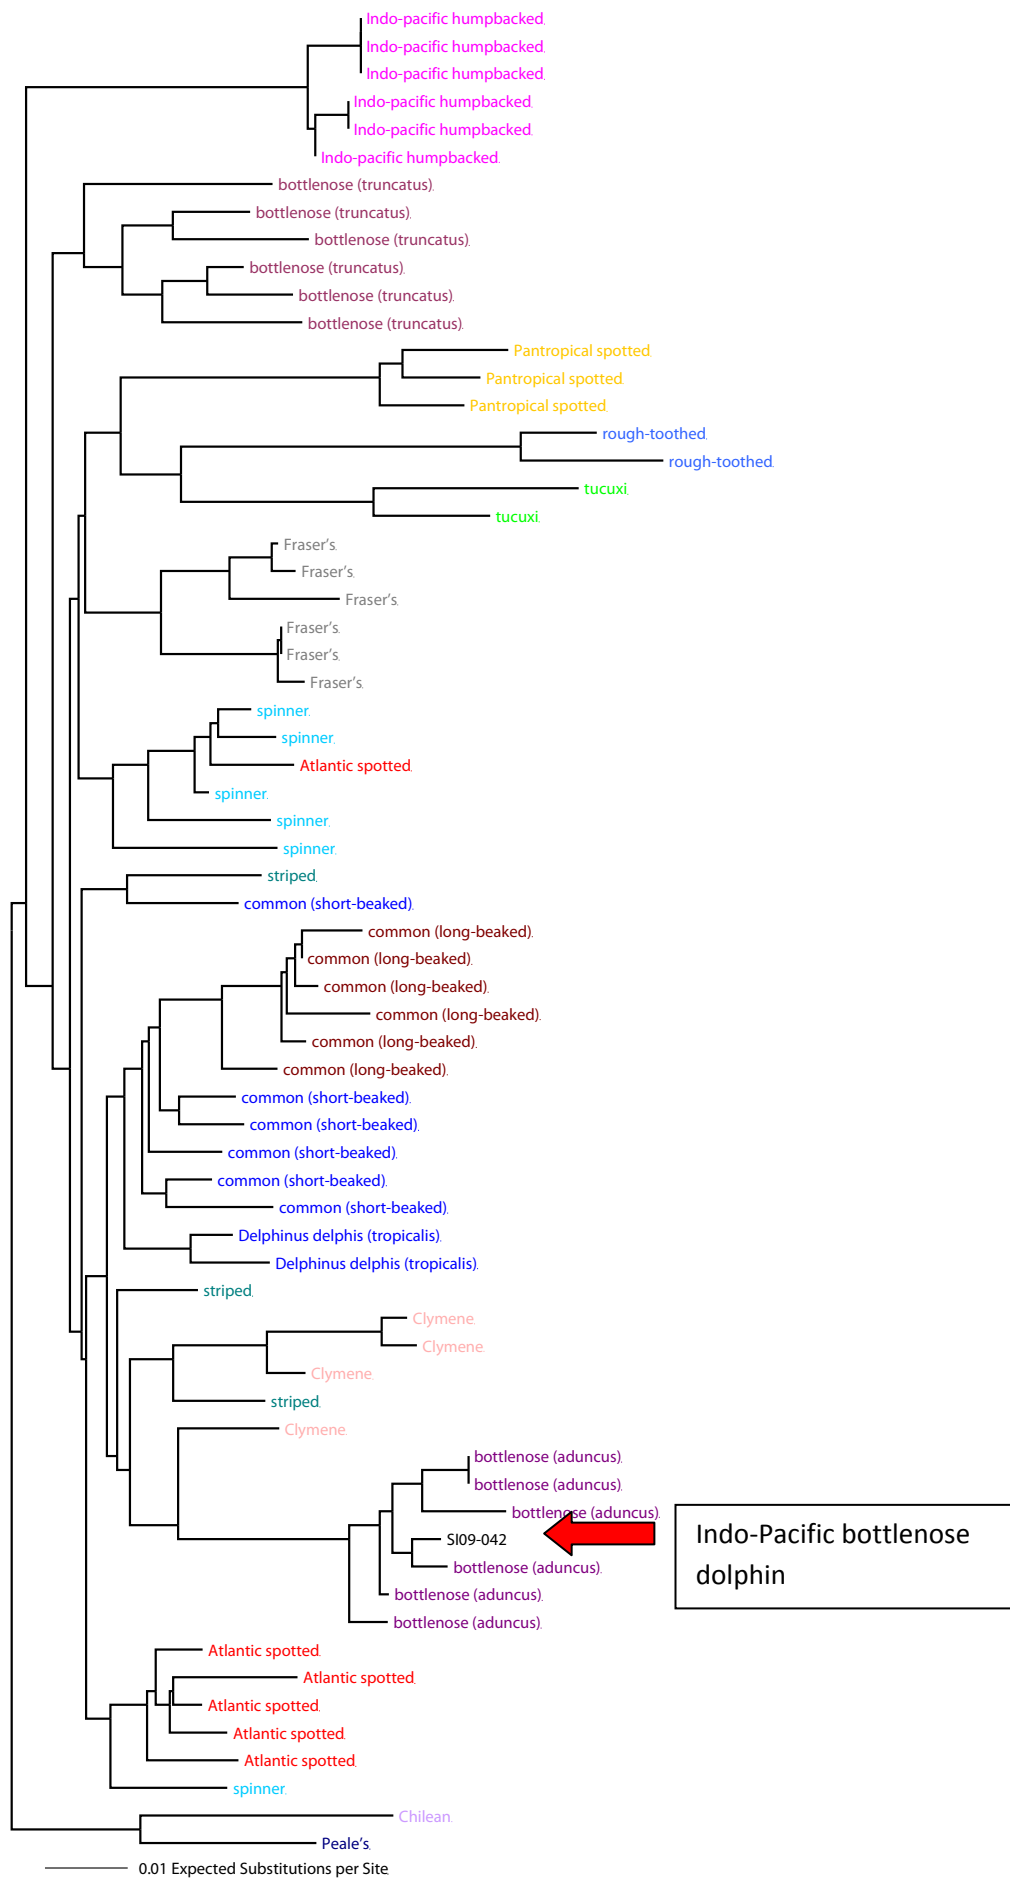 Indo-pacific humpbacked.
Indo-pacific humpbacked.
Indo-pacific humpbacked.
Indo-pacific humpbacked.
Indo-pacific humpbacked.
Indo-pacific humpbacked.
bottlenose (truncatus).
bottlenose (truncatus).
bottlenose (truncatus).
bottlenose (truncatus).
bottlenose (truncatus).
bottlenose (truncatus).
Pantropical spotted.
Pantropical spotted.
Pantropical spotted.
rough-toothed.
rough-toothed.
tucuxi.
tucuxi.
Fraser's.
Fraser's.
Fraser's.
Fraser's.
Fraser's.
Fraser's.
spinner.
spinner.
Atlantic spotted.
spinner.
spinner.
spinner.
striped.
common (short-beaked).
common (long-beaked).
common (long-beaked).
common (long-beaked).
common (long-beaked).
common (long-beaked).
common (long-beaked).
common (short-beaked).
common (short-beaked).
common (short-beaked).
common (short-beaked).
common (short-beaked).
Delphinus delphis (tropicalis).
Delphinus delphis (tropicalis).
striped.
Clymene.
Clymene.
Clymene.
striped.
Clymene.
bottlenose (aduncus).
bottlenose (aduncus).
bottlenose (aduncus).
SI09-042
Indo-Pacific bottlenose
dolphin
bottlenose (aduncus).
bottlenose (aduncus).
bottlenose (aduncus).
Atlantic spotted.
Atlantic spotted.
Atlantic spotted.
Atlantic spotted.
Atlantic spotted.
spinner.
Chilean.
Peale's.
0.01 Expected Substitutions per Site